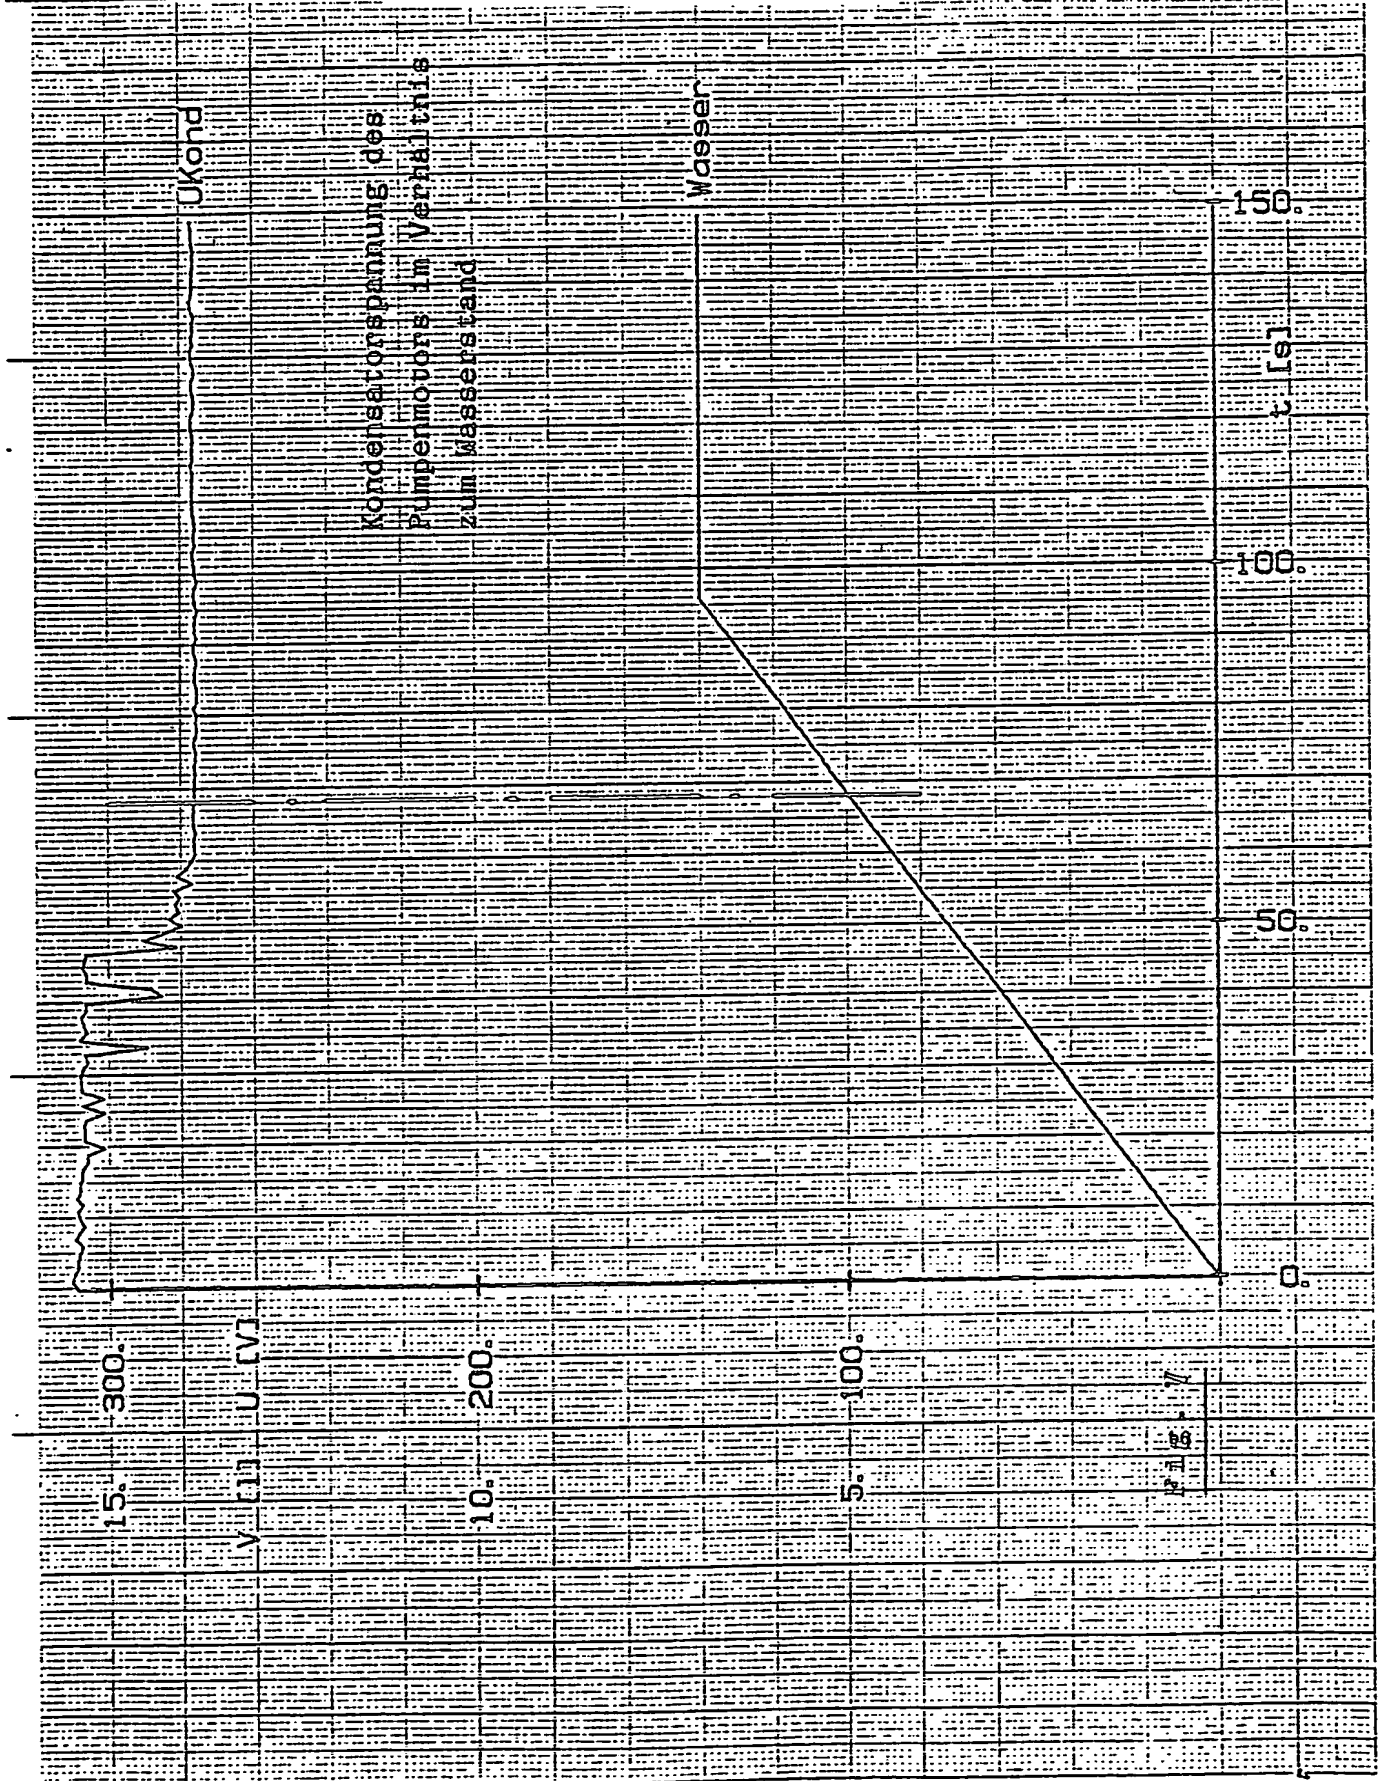 15.
300.
V [l] U [V]
10.
200.
5.
100.
0.
50.
100.
150.
t [s]
UKond
Wasser
Kondensatorspannung des
Pumpenmotors im Verhältnis
zum Wasserstand